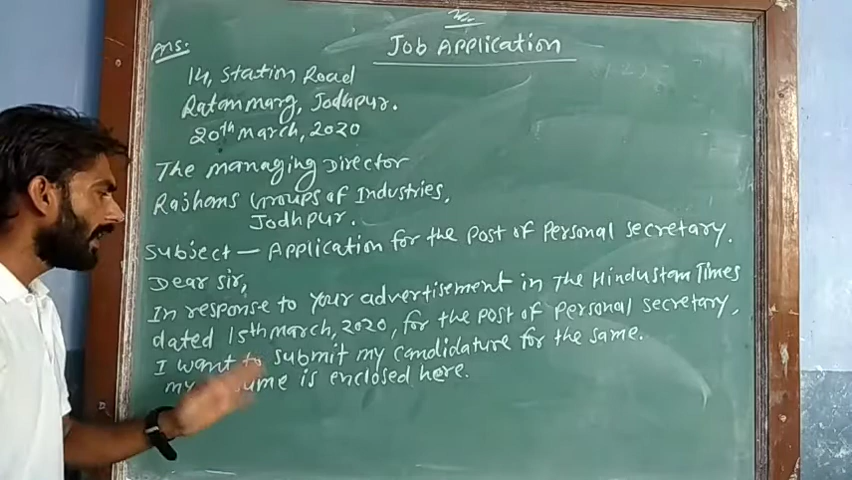 Job Application
Ans.
14, Station Road
Ratan marg, Jodhpur.
20th march, 2020
The managing Director
Rajhans Groups of Industries,
Jodhpur.
Subject – Application for the post of Personal secretary.
Dear sir,
In response to your advertisement in The Hindustan Times
dated 15th march, 2020, for the post of Personal secretary,
I want to submit my candidature for the same.
my is enclosed here.